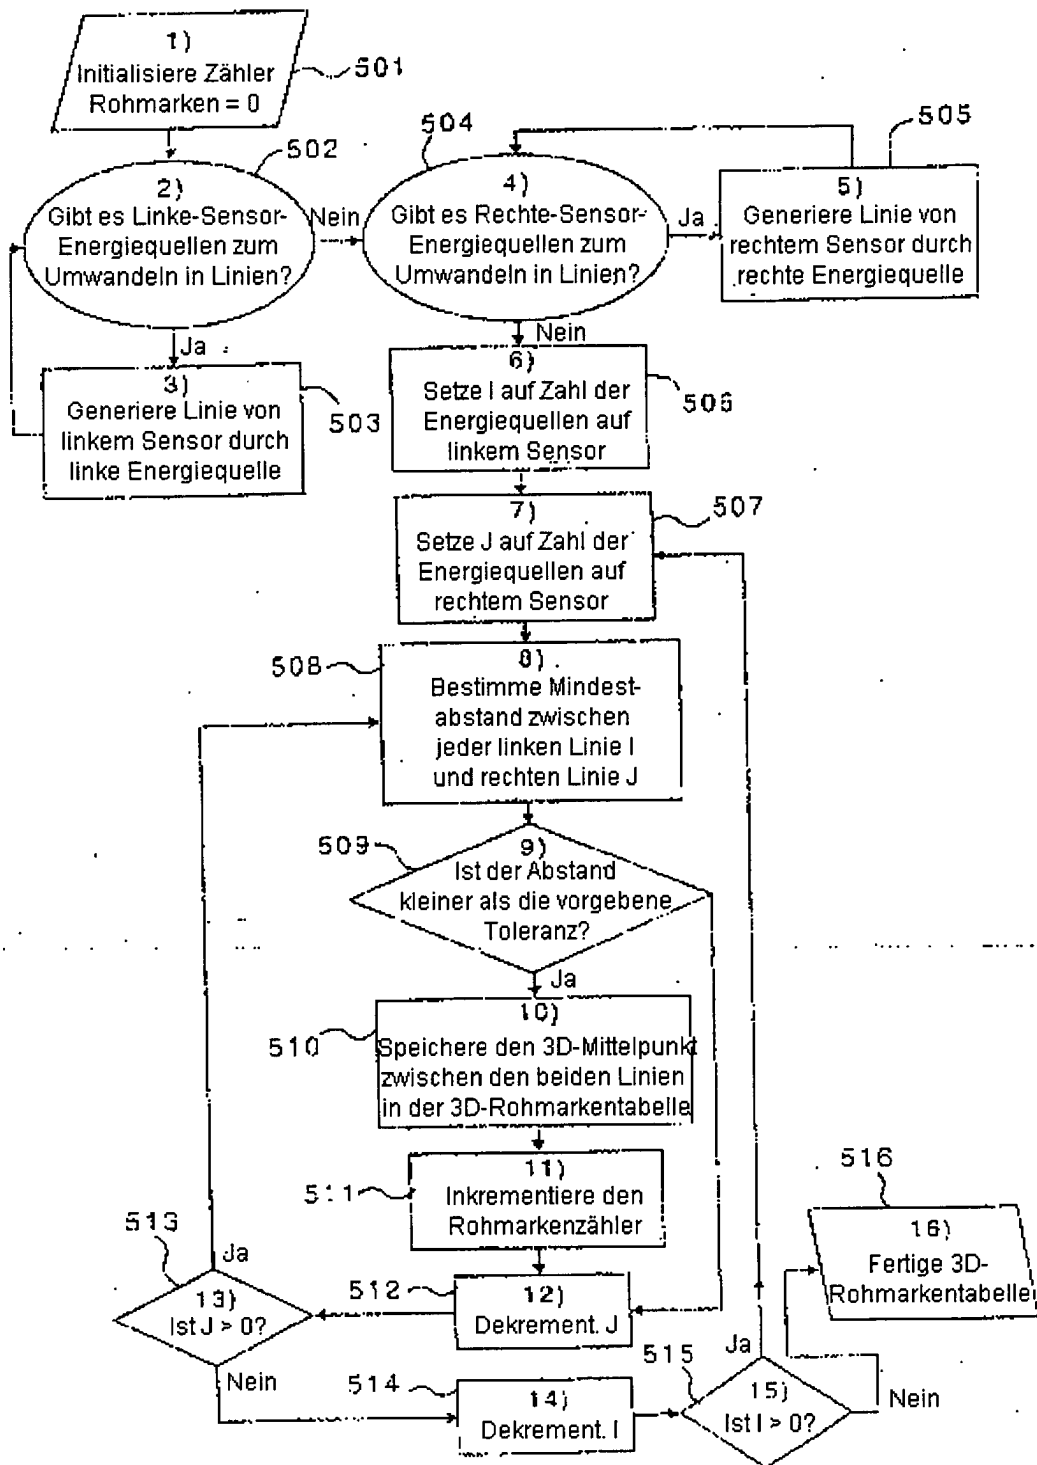 1)
Initialisiere Zähler
Rohmarken = 0
501
502
2)
Gibt es Linke-Sensor-
Energiequellen zum
Umwandeln in Linien?
Nein
Ja
3)
Generiere Linie von
linkem Sensor durch
linke Energiequelle
503
504
4)
Gibt es Rechte-Sensor-
Energiequellen zum
Umwandeln in Linien?
Ja
Nein
505
5)
Generiere Linie von
rechtem Sensor durch
rechte Energiequelle
6)
Setze I auf Zahl der
Energiequellen auf
linkem Sensor
506
7)
Setze J auf Zahl der
Energiequellen auf
rechtem Sensor
507
508
8)
Bestimme Mindest-
abstand zwischen
jeder linken Linie I
und rechten Linie J
509
9)
Ist der Abstand
kleiner als die vorgebene
Toleranz?
Ja
510
10)
Speichere den 3D-Mittelpunkt
zwischen den beiden Linien
in der 3D-Rohmarkentabelle
511
11)
Inkrementiere den
Rohmarkenzähler
512
12)
Dekrement. J
513
Ja
13)
Ist J > 0?
Nein
514
14)
Dekrement. I
515
Ja
15)
Ist I > 0?
Nein
516
16)
Fertige 3D-
Rohmarkentabelle